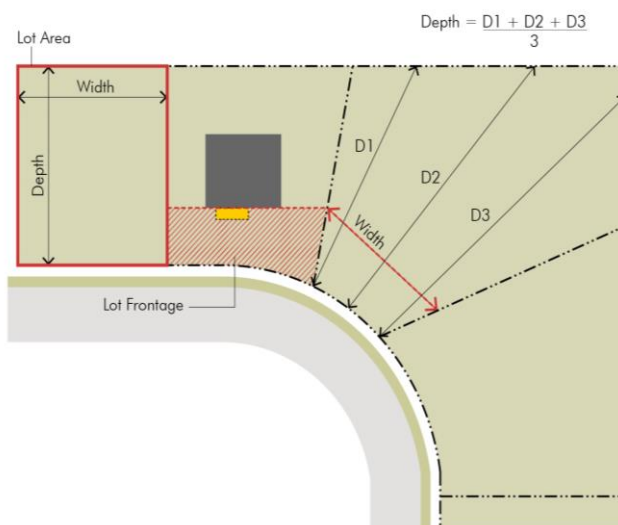 Depth = D1 + D2 + D3
3
Lot Area
Width
Depth
D1
D2
D3
Width
Lot Frontage